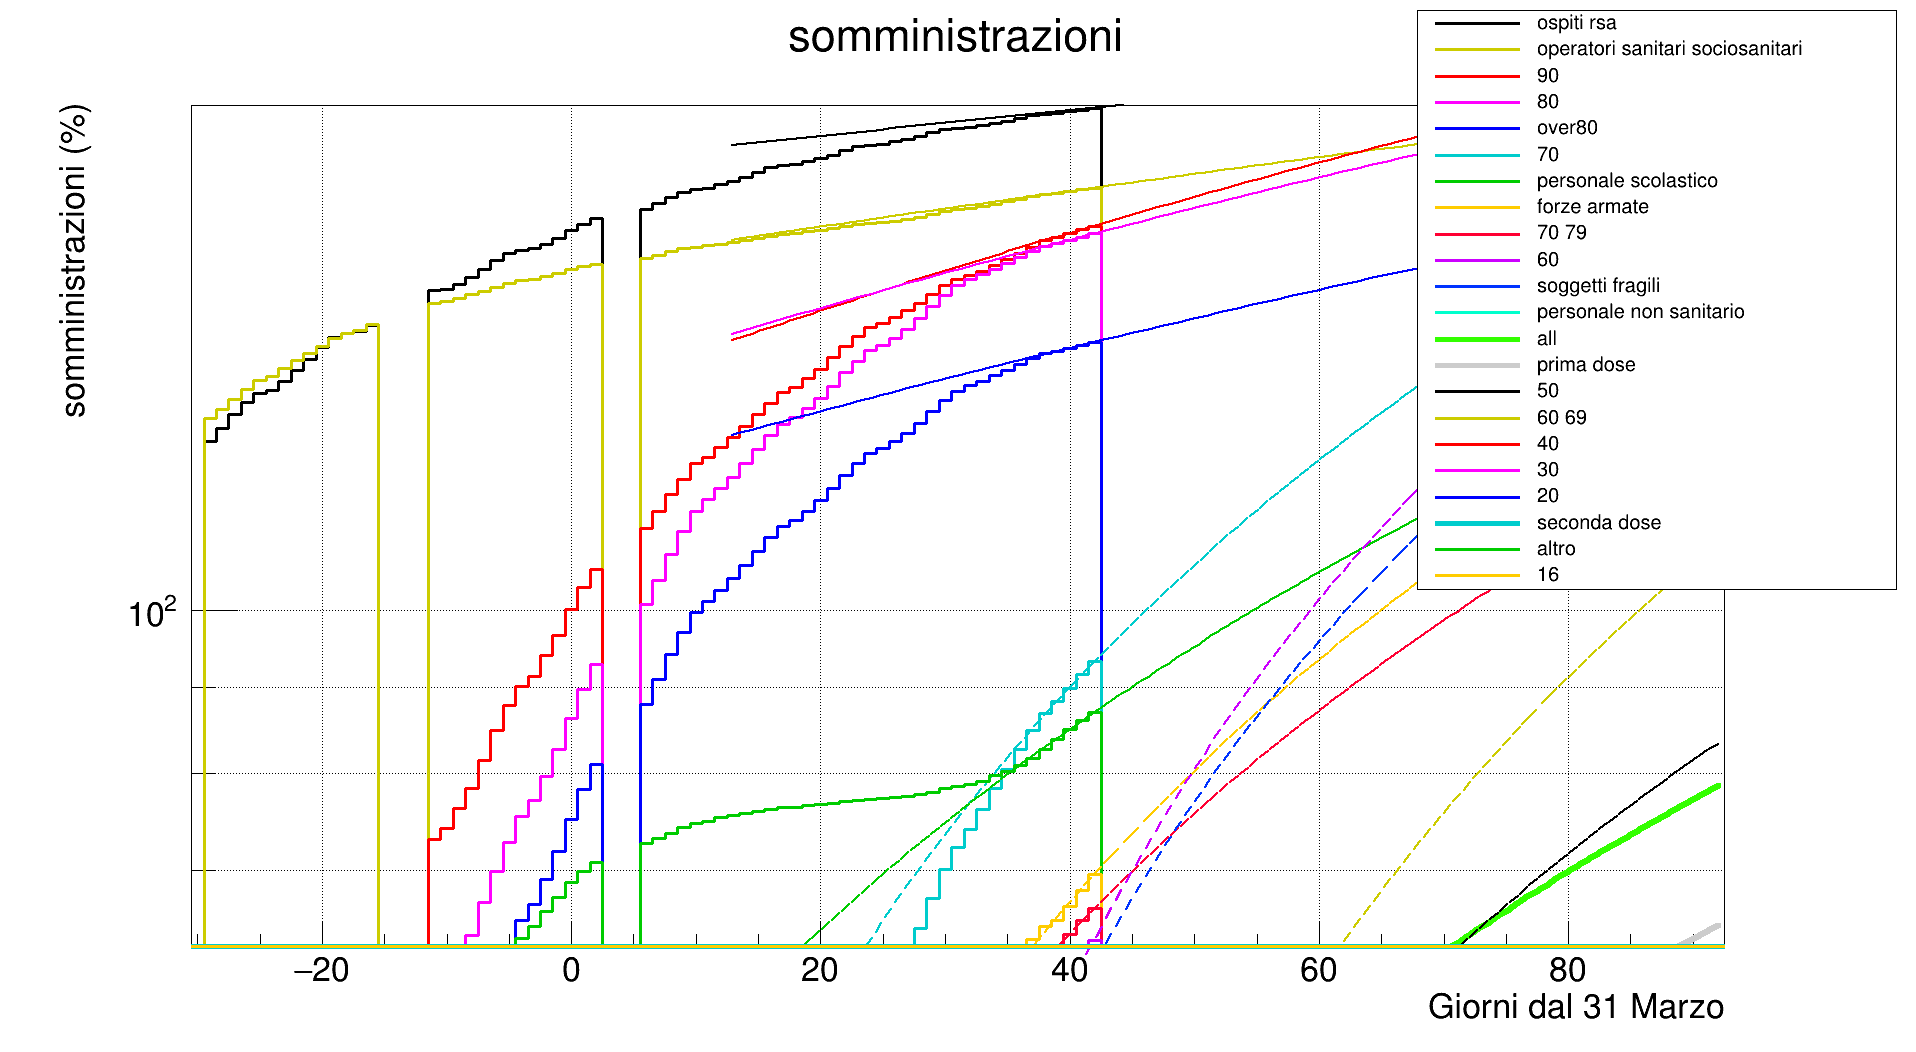 somministrazioni
somministrazioni (%)
10²
−20 0 20 40 60 80
Giorni dal 31 Marzo
ospiti rsa
operatori sanitari sociosanitari
90
80
over80
70
personale scolastico
forze armate
70 79
60
soggetti fragili
personale non sanitario
all
prima dose
50
60 69
40
30
20
seconda dose
altro
16